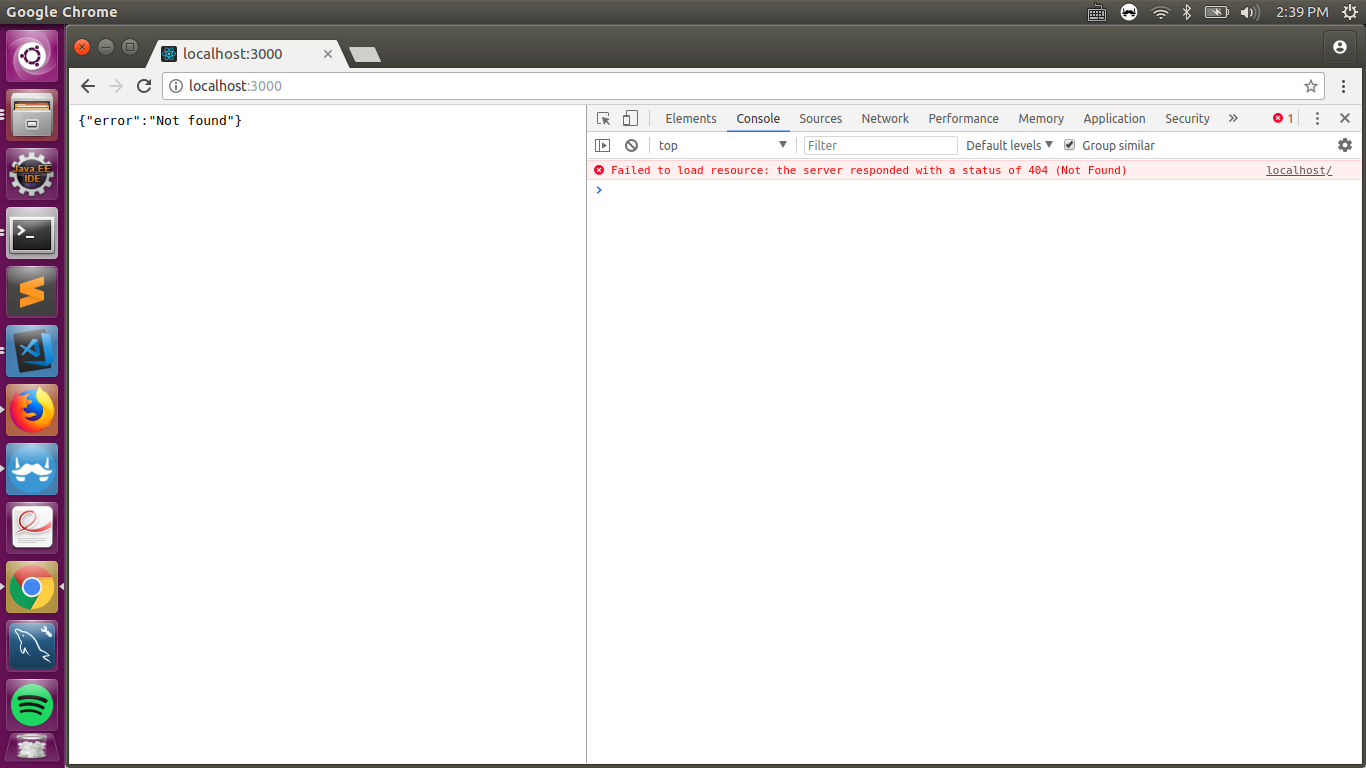 Google Chrome
2:39 PM
localhost:3000
localhost:3000
{"error":"Not found"}
Elements Console Sources Network Performance Memory Application Security » 1
top Filter Default levels Group similar
Failed to load resource: the server responded with a status of 404 (Not Found) localhost/
Java EE
IDE